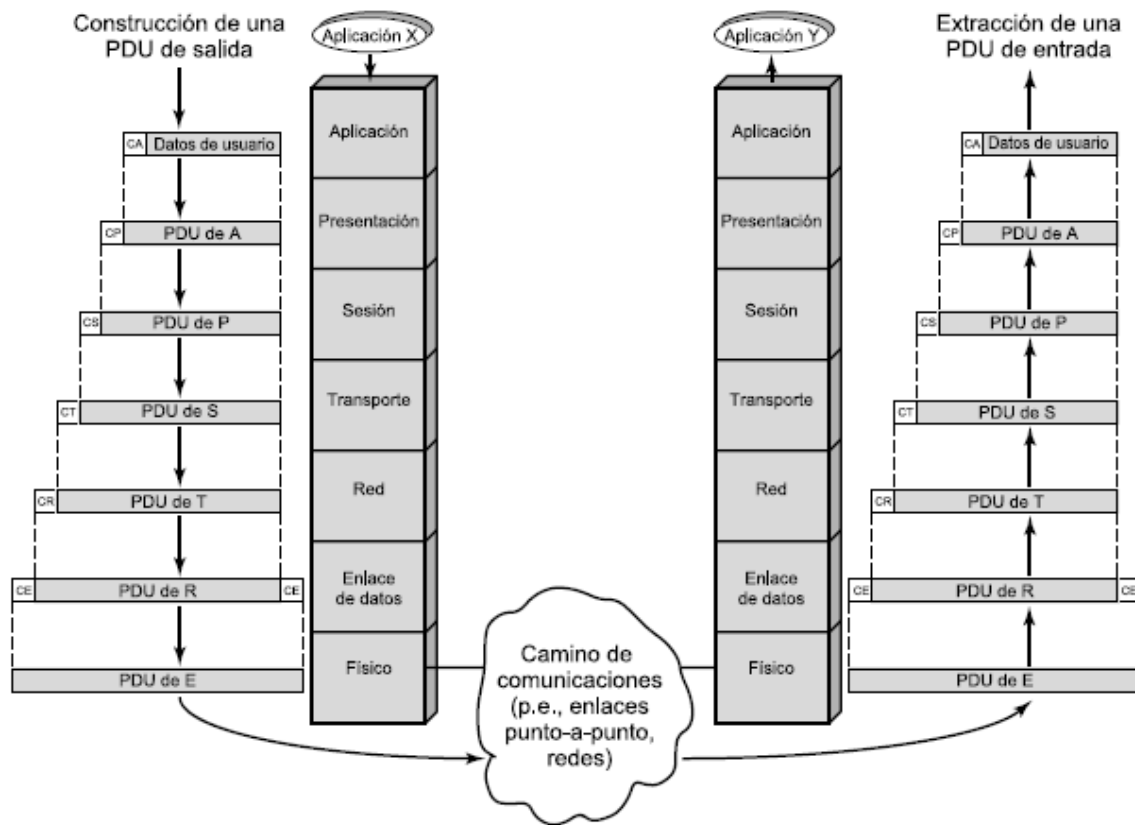 Construcción de una
PDU de salida
Aplicación X
Aplicación Y
Extracción de una
PDU de entrada
CA Datos de usuario
CP PDU de A
CS PDU de P
CT PDU de S
CR PDU de T
CE PDU de R CE
PDU de E
Aplicación
Presentación
Sesión
Transporte
Red
Enlace
de datos
Físico
Camino de
comunicaciones
(p.e., enlaces
punto-a-punto,
redes)
Aplicación
Presentación
Sesión
Transporte
Red
Enlace
de datos
Físico
CA Datos de usuario
CP PDU de A
CS PDU de P
CT PDU de S
CR PDU de T
CE PDU de R CE
PDU de E